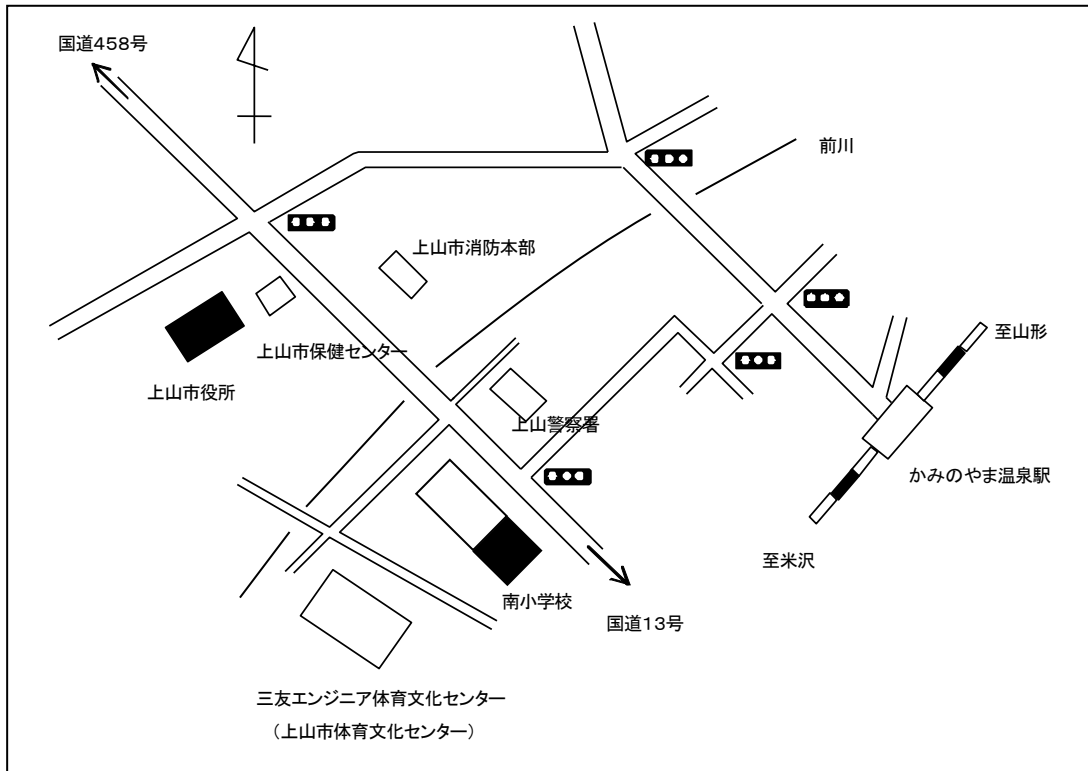 国道458号
前川
上山市消防本部
至山形
上山市保健センター
上山市役所
上山警察署
かみのやま温泉駅
至米沢
南小学校
国道13号
三友エンジニア体育文化センター
（上山市体育文化センター）